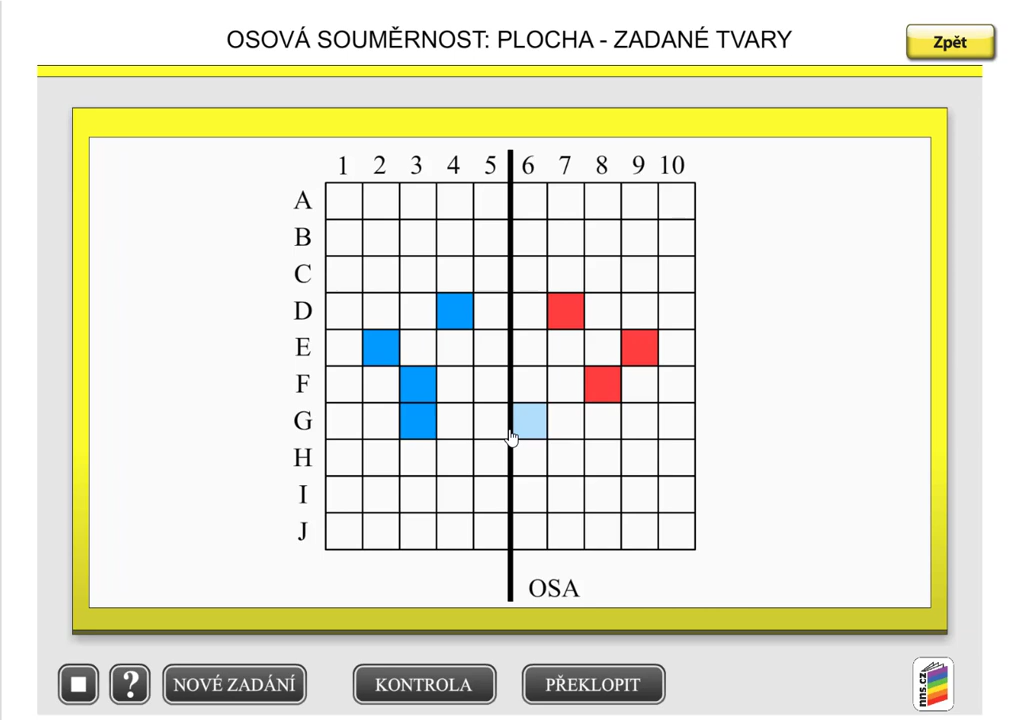 OSOVÁ SOUMĚRNOST: PLOCHA - ZADANÉ TVARY
Zpět
1 2 3 4 5 6 7 8 9 10
A
B
C
D
E
F
G
H
I
J
OSA
?
NOVÉ ZADÁNÍ
KONTROLA
PŘEKLOPIT
nns.cz